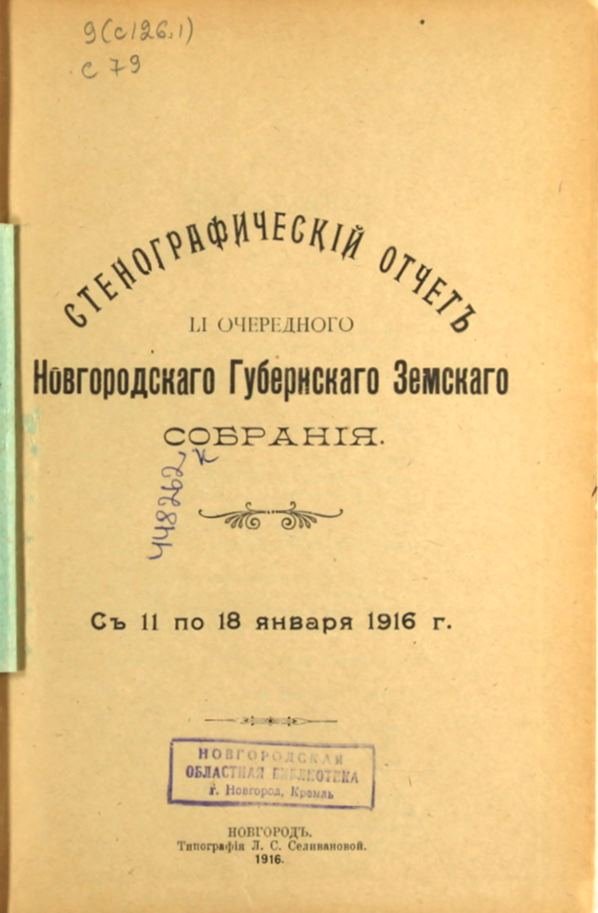 9(с126.1)
С 79
СТЕНОГРАФИЧЕСКІЙ ОТЧЕТЪ
LI ОЧЕРЕДНОГО
Новгородскаго Губернскаго Земскаго
СОБРАНІЯ.
448292 к
Съ 11 по 18 января 1916 г.
НОВГОРОДСКАЯ
ОБЛАСТНАЯ БИБЛИОТЕКА
г. Новгород, Кремль
НОВГОРОДЪ.
Типографія Л. С. Селивановой.
1916.